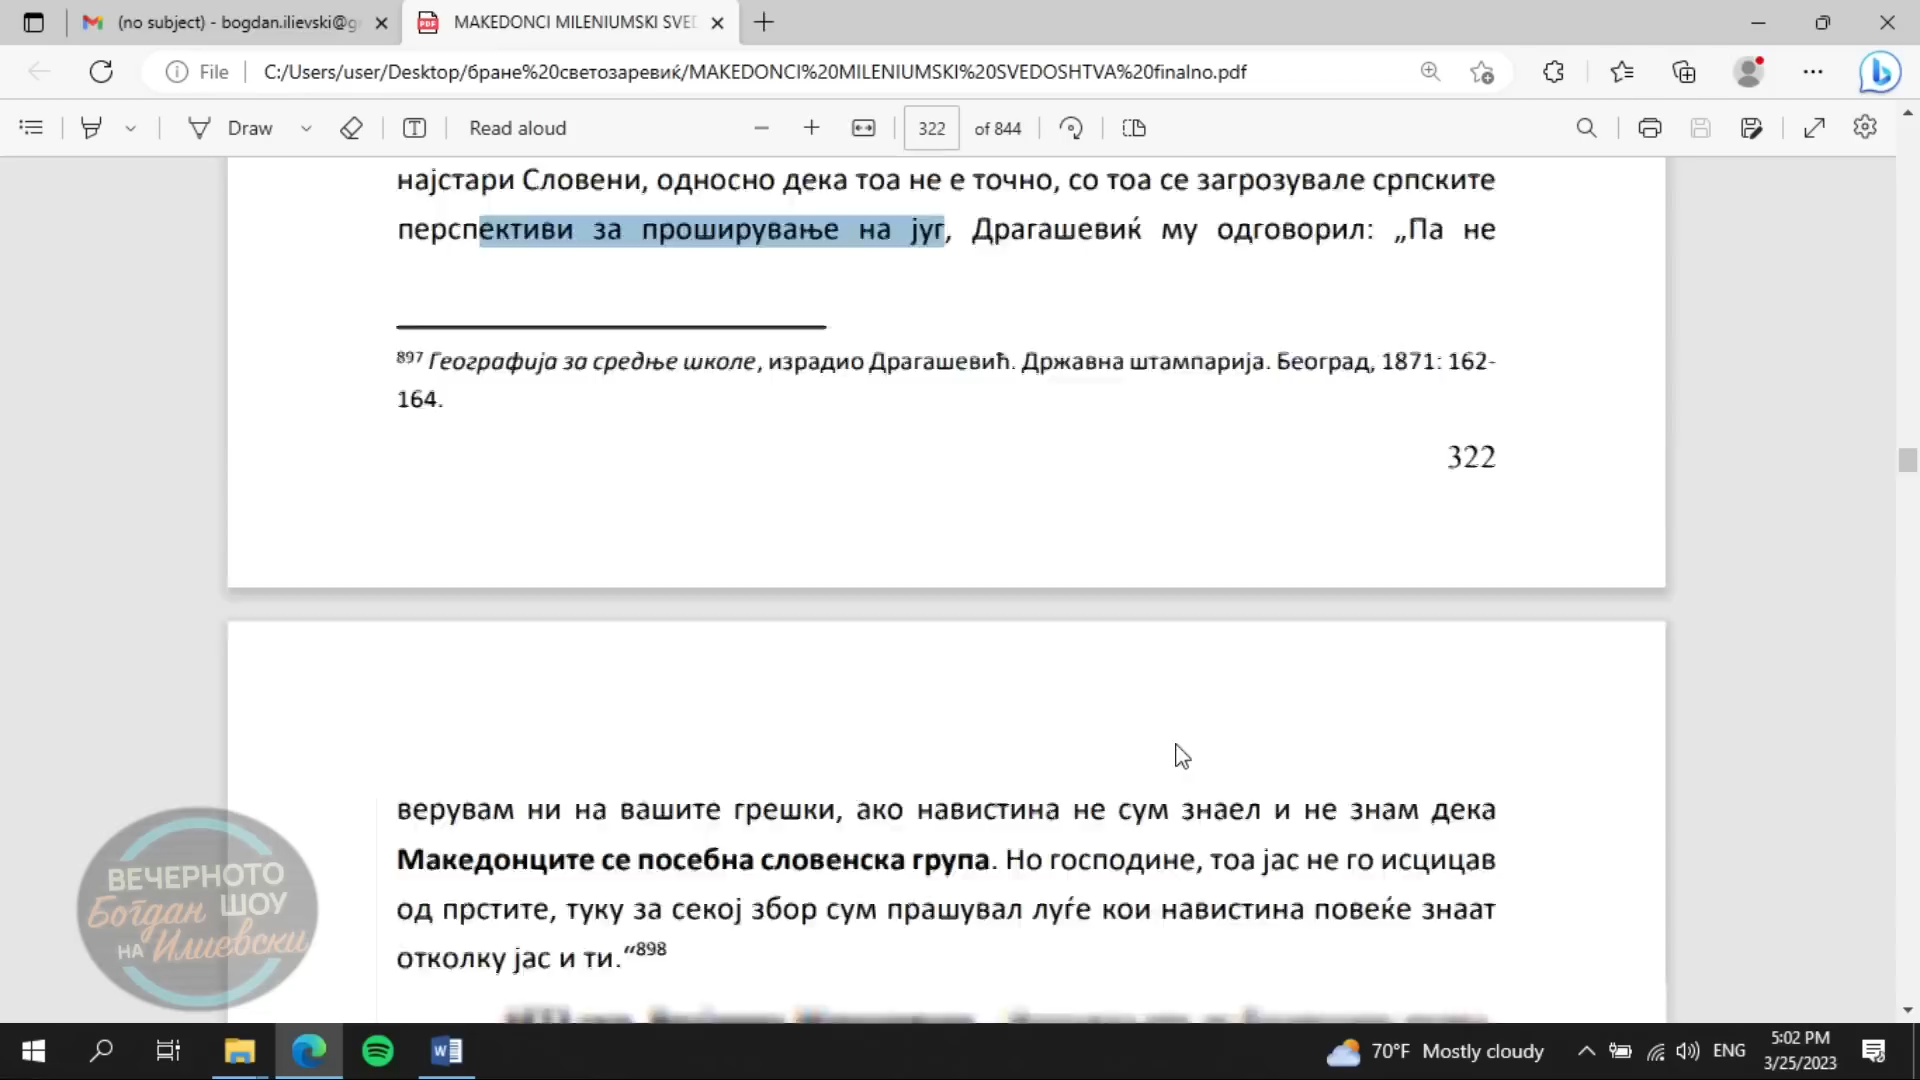 (no subject) - bogdan.ilievski@g
MAKEDONCI MILENIUMSKI SVE
File
C:/Users/user/Desktop/бране%20светозаревиќ/MAKEDONCI%20MILENIUMSKI%20SVEDOSHTVA%20finalno.pdf
Draw
Read aloud
322 of 844
најстари Словени, односно дека тоа не е точно, со тоа се загрозувале српските
перспективи за проширување на југ, Драгашевиќ му одговорил: „Па не
897 Географија за средње школе, израдио Драгашевић. Државна штампарија. Београд, 1871: 162-
164.
322
верувам ни на вашите грешки, ако навистина не сум знаел и не знам дека
Македонците се посебна словенска група. Но господине, тоа јас не го исцицав
од прстите, туку за секој збор сум прашувал луѓе кои навистина повеќе знаат
отколку јас и ти.“898
ВЕЧЕРНОТО
ШОУ
НА
Богдан
Илиевски
70°F Mostly cloudy
ENG
5:02 PM
3/25/2023